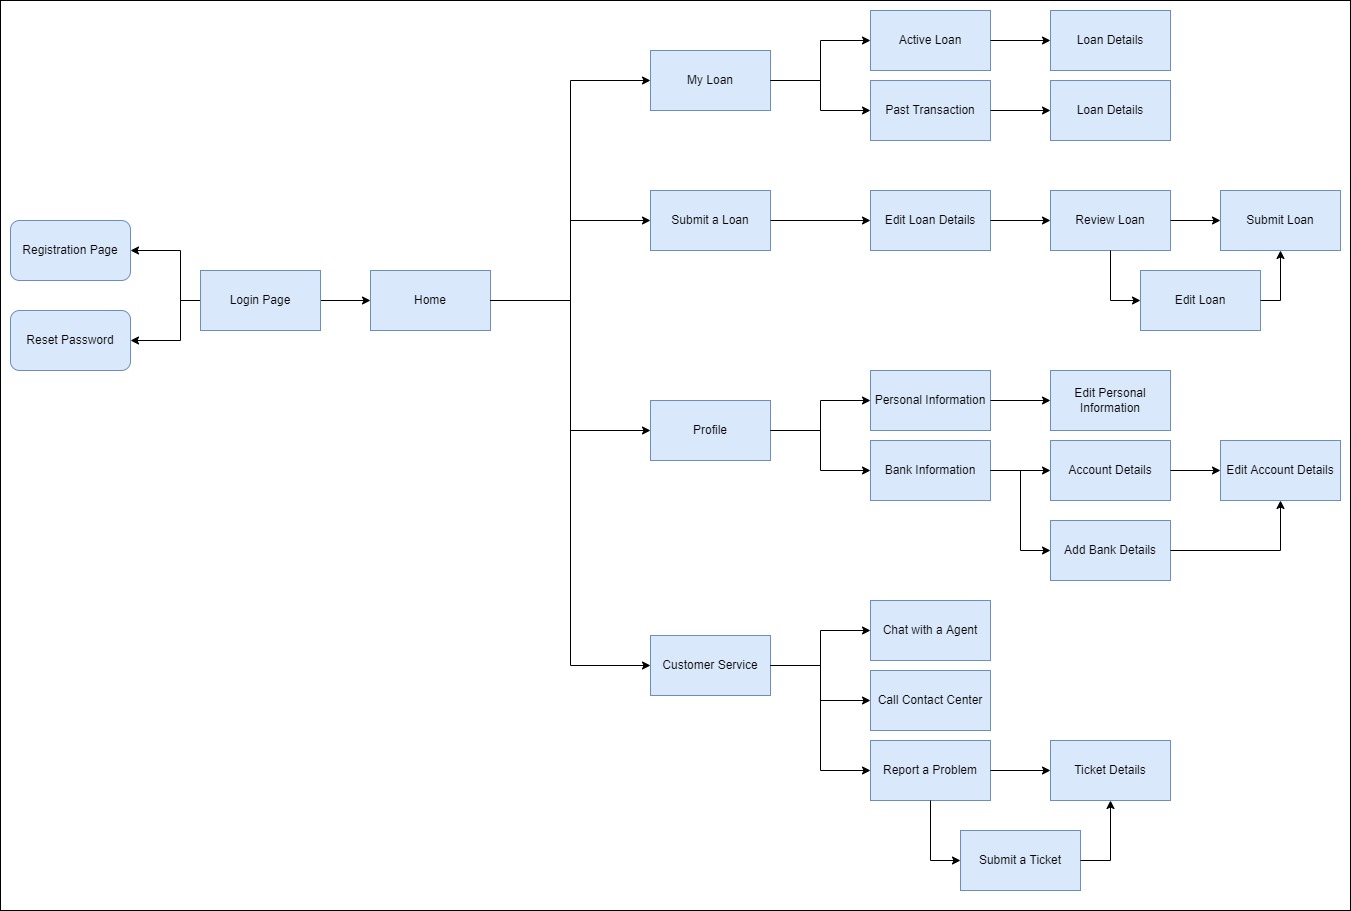 Active Loan
Loan Details
My Loan
Past Transaction
Loan Details
Submit a Loan
Edit Loan Details
Review Loan
Submit Loan
Registration Page
Login Page
Home
Edit Loan
Reset Password
Personal Information
Edit Personal
Information
Profile
Bank Information
Account Details
Edit Account Details
Add Bank Details
Chat with a Agent
Customer Service
Call Contact Center
Report a Problem
Ticket Details
Submit a Ticket